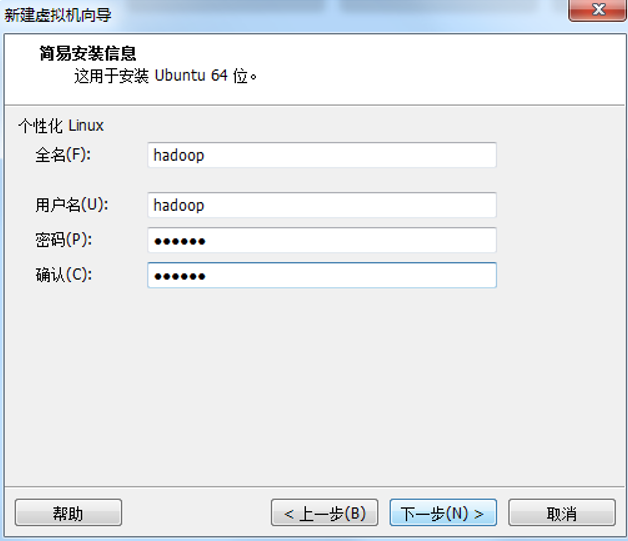 新建虚拟机向导
简易安装信息
这用于安装 Ubuntu 64 位。
个性化 Linux
全名(F): hadoop
用户名(U): hadoop
密码(P): ●●●●●●
确认(C): ●●●●●●
帮助 < 上一步(B) 下一步(N) > 取消